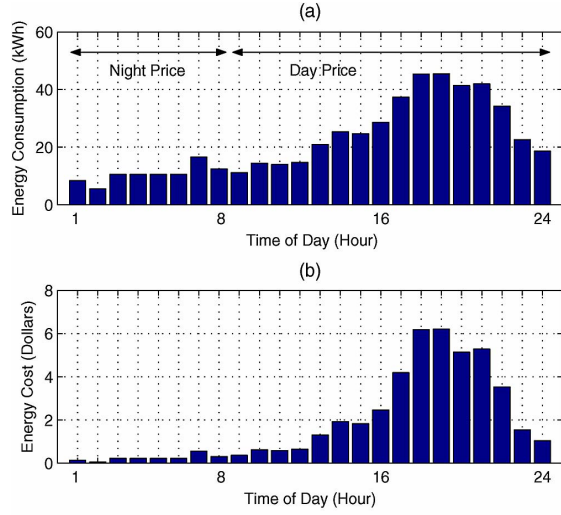 (a)
60
40
20
0
Energy Consumption (kWh)
Night Price
Day Price
1
8
16
24
Time of Day (Hour)
(b)
8
6
4
2
0
Energy Cost (Dollars)
1
8
16
24
Time of Day (Hour)